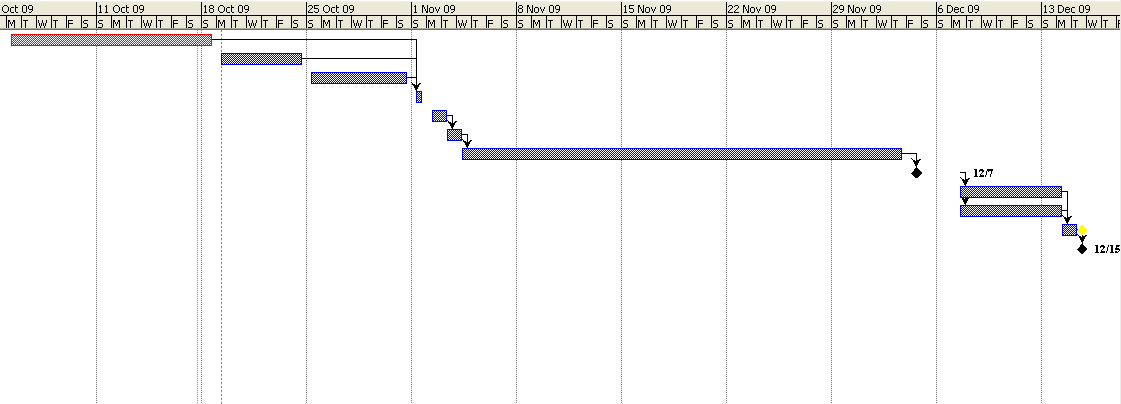 Oct 09 11 Oct 09 18 Oct 09 25 Oct 09 1 Nov 09 8 Nov 09 15 Nov 09 22 Nov 09 29 Nov 09 6 Dec 09 13 Dec 09
M T W T F S S M T W T F S S M T W T F S S M T W T F S S M T W T F S S M T W T F S S M T W T F S S M T W T F S S M T W T F S S M T W T F S S M T W T F
12/7
12/15